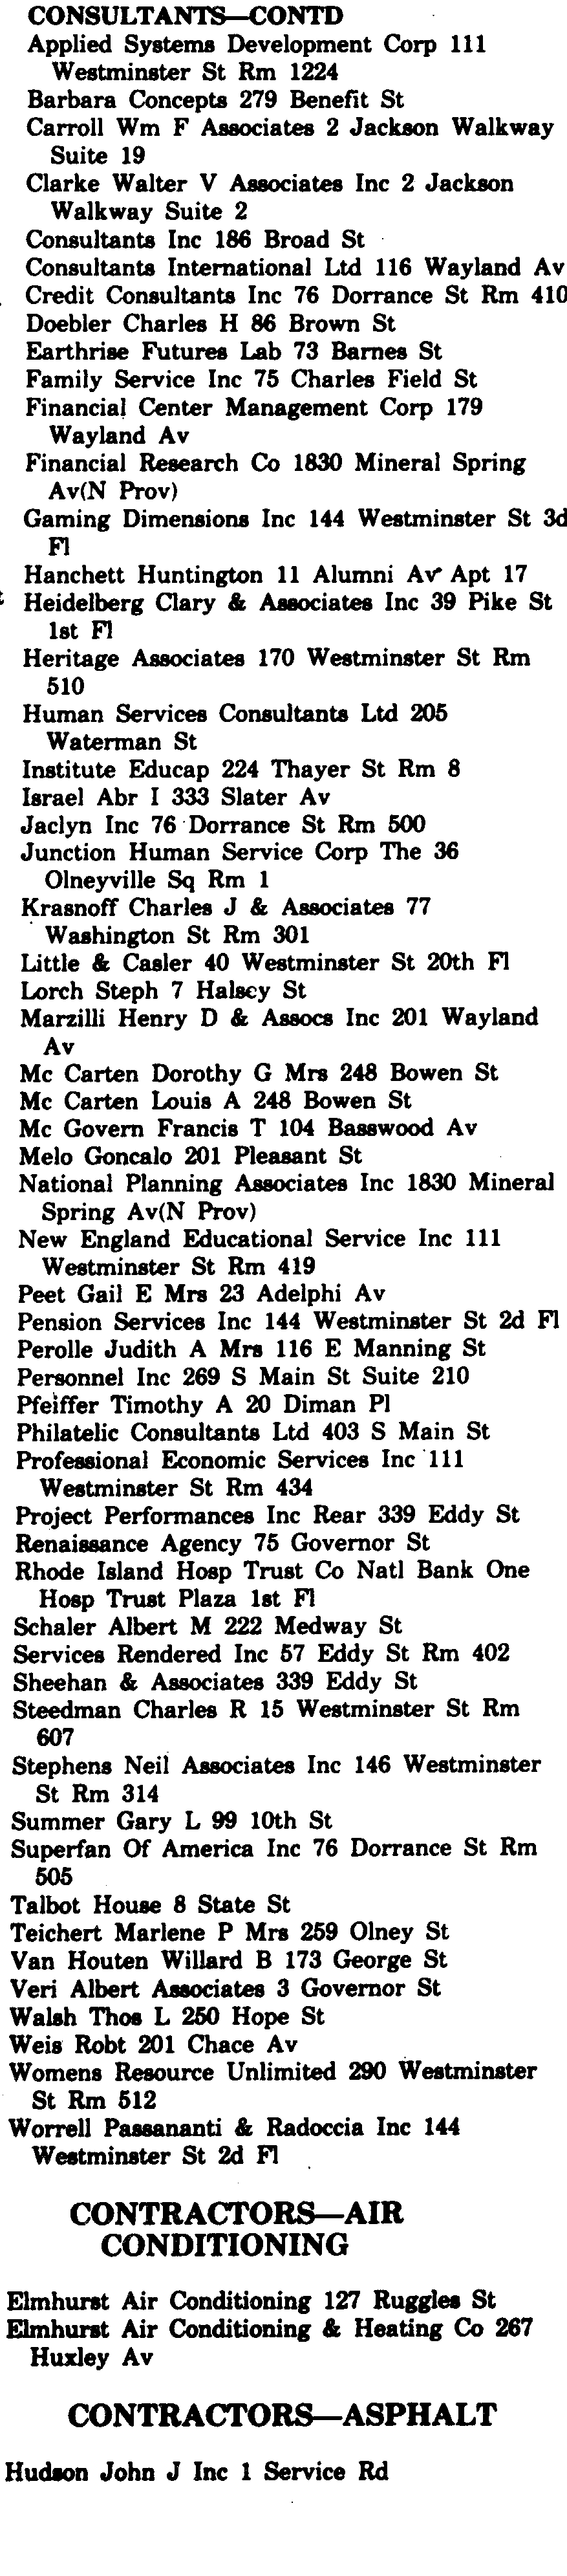 CONSULTANTS—CONTD
Applied Systems Development Corp 111
Westminster St Rm 1224
Barbara Concepts 279 Benefit St
Carroll Wm F Associates 2 Jackson Walkway
Suite 19
Clarke Walter V Associates Inc 2 Jackson
Walkway Suite 2
Consultants Inc 186 Broad St
Consultants International Ltd 116 Wayland Av
Credit Consultants Inc 76 Dorrance St Rm 410
Doebler Charles H 86 Brown St
Earthrise Futures Lab 73 Barnes St
Family Service Inc 75 Charles Field St
Financial Center Management Corp 179
Wayland Av
Financial Research Co 1830 Mineral Spring
Av(N Prov)
Gaming Dimensions Inc 144 Westminster St 3d
Fl
Hanchett Huntington 11 Alumni Av Apt 17
Heidelberg Clary & Associates Inc 39 Pike St
1st Fl
Heritage Associates 170 Westminster St Rm
510
Human Services Consultants Ltd 205
Waterman St
Institute Educap 224 Thayer St Rm 8
Israel Abr I 333 Slater Av
Jaclyn Inc 76 Dorrance St Rm 500
Junction Human Service Corp The 36
Olneyville Sq Rm 1
Krasnoff Charles J & Associates 77
Washington St Rm 301
Little & Casler 40 Westminster St 20th Fl
Lorch Steph 7 Halsey St
Marzilli Henry D & Assocs Inc 201 Wayland
Av
Mc Carten Dorothy G Mrs 248 Bowen St
Mc Carten Louis A 248 Bowen St
Mc Govern Francis T 104 Basswood Av
Melo Goncalo 201 Pleasant St
National Planning Associates Inc 1830 Mineral
Spring Av(N Prov)
New England Educational Service Inc 111
Westminster St Rm 419
Peet Gail E Mrs 23 Adelphi Av
Pension Services Inc 144 Westminster St 2d Fl
Perolle Judith A Mrs 116 E Manning St
Personnel Inc 269 S Main St Suite 210
Pfeiffer Timothy A 20 Diman Pl
Philatelic Consultants Ltd 403 S Main St
Professional Economic Services Inc 111
Westminster St Rm 434
Project Performances Inc Rear 339 Eddy St
Renaissance Agency 75 Governor St
Rhode Island Hosp Trust Co Natl Bank One
Hosp Trust Plaza 1st Fl
Schaler Albert M 222 Medway St
Services Rendered Inc 57 Eddy St Rm 402
Sheehan & Associates 339 Eddy St
Steedman Charles R 15 Westminster St Rm
607
Stephens Neil Associates Inc 146 Westminster
St Rm 314
Summer Gary L 99 10th St
Superfan Of America Inc 76 Dorrance St Rm
505
Talbot House 8 State St
Teichert Marlene P Mrs 259 Olney St
Van Houten Willard B 173 George St
Veri Albert Associates 3 Governor St
Walsh Thos L 250 Hope St
Weis Robt 201 Chace Av
Womens Resource Unlimited 290 Westminster
St Rm 512
Worrell Passananti & Radoccia Inc 144
Westminster St 2d Fl
CONTRACTORS—AIR
CONDITIONING
Elmhurst Air Conditioning 127 Ruggles St
Elmhurst Air Conditioning & Heating Co 267
Huxley Av
CONTRACTORS—ASPHALT
Hudson John J Inc 1 Service Rd